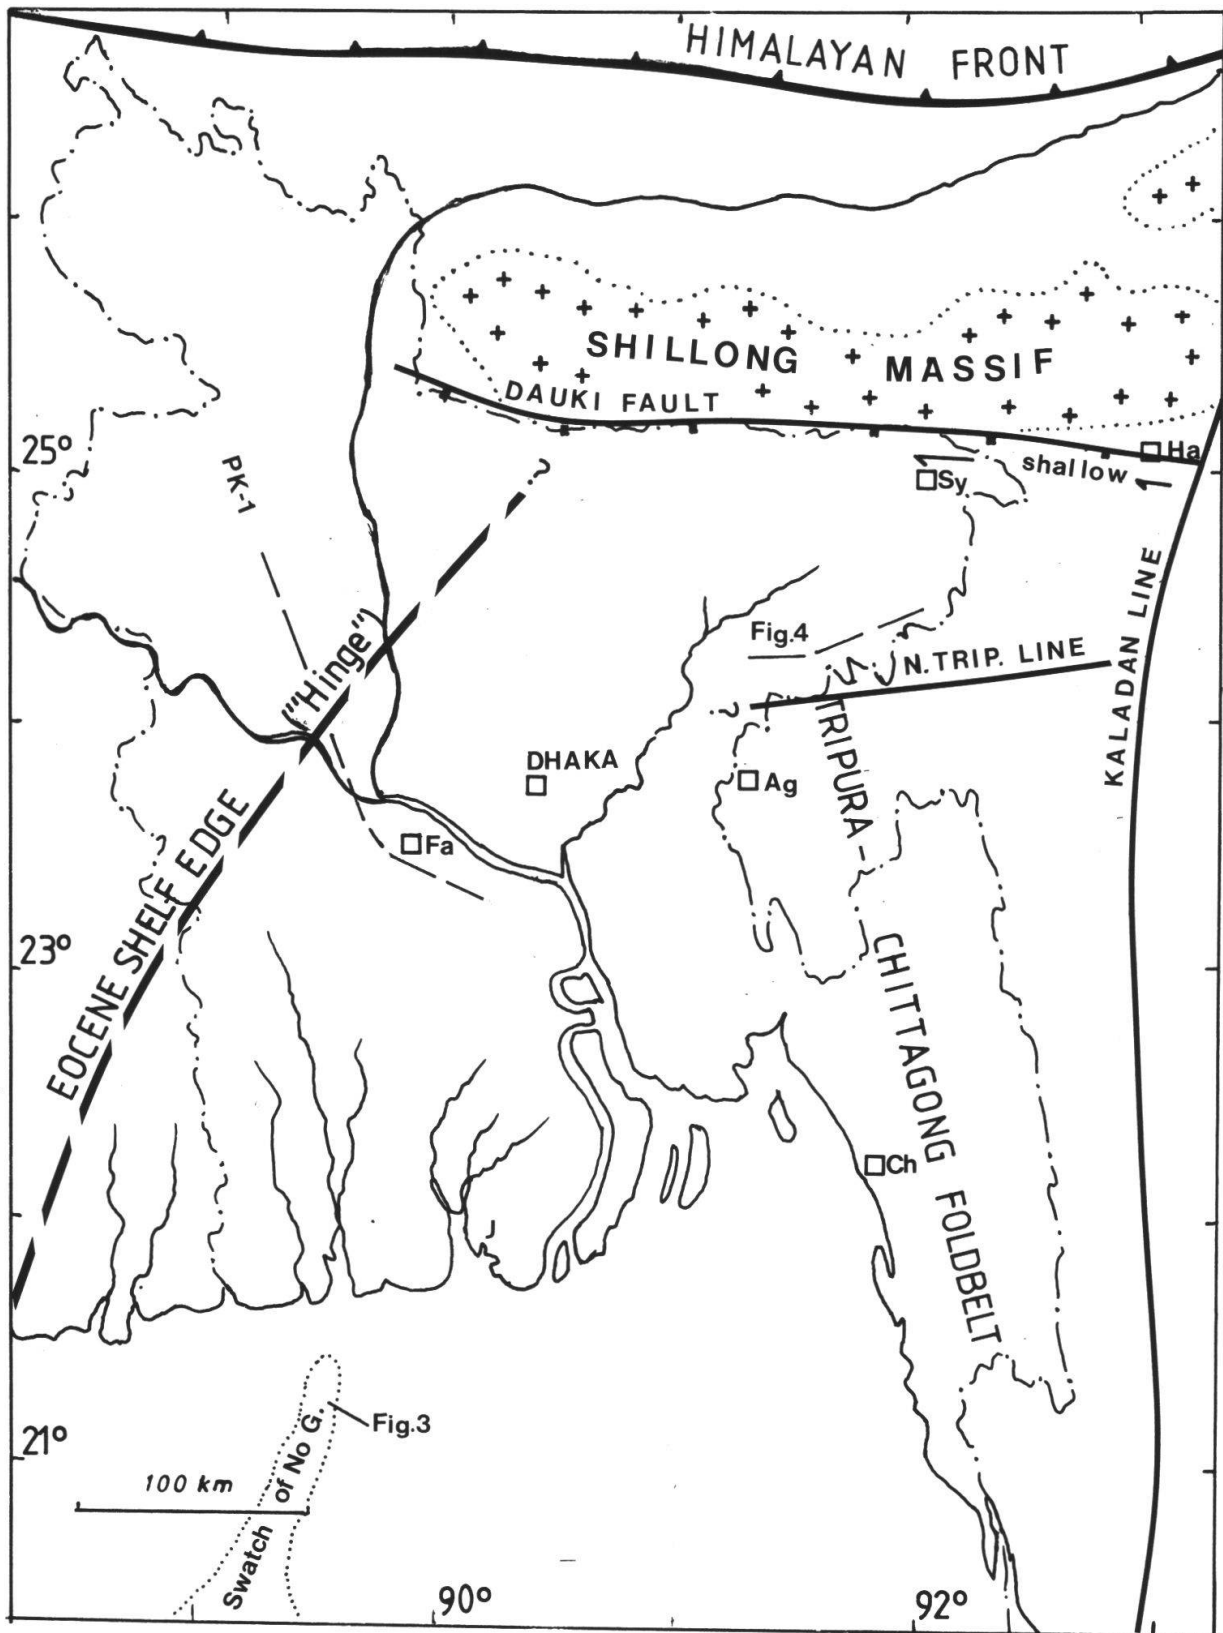 HIMALAYAN FRONT
SHILLONG MASSIF
DAUKI FAULT
25°
PK-1
Ha
shallow
Sy
KALADAN LINE
Fig.4
N. TRIP. LINE
"Hinge"
DHAKA
Ag
Fa
EOCENE SHELF EDGE
TRIPURA-CHITTAGONG FOLDBELT
23°
Ch
21°
Fig.3
Swatch of No G.
100 km
90°
92°